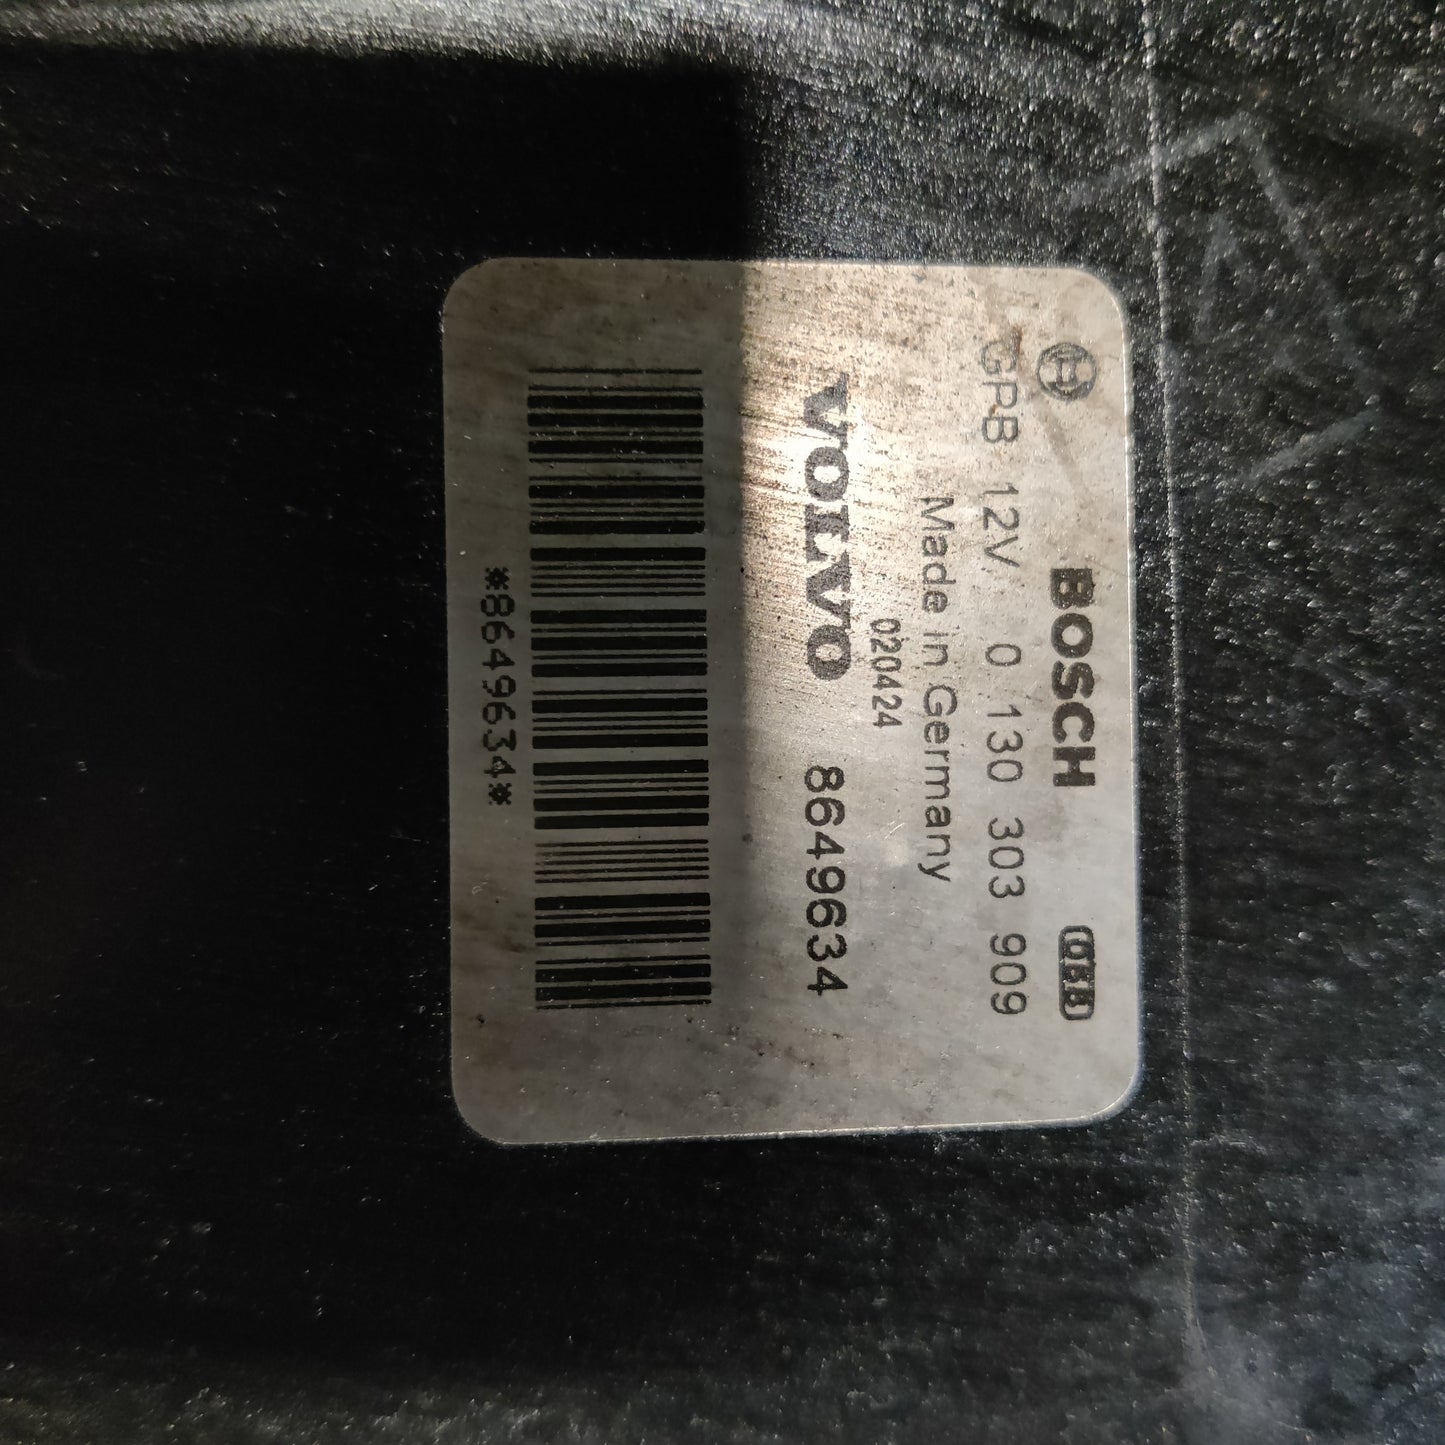 BOSCH
GPB 12V 0 130 303 909
Made in Germany
020424
VOLVO 8649634
*8649634*